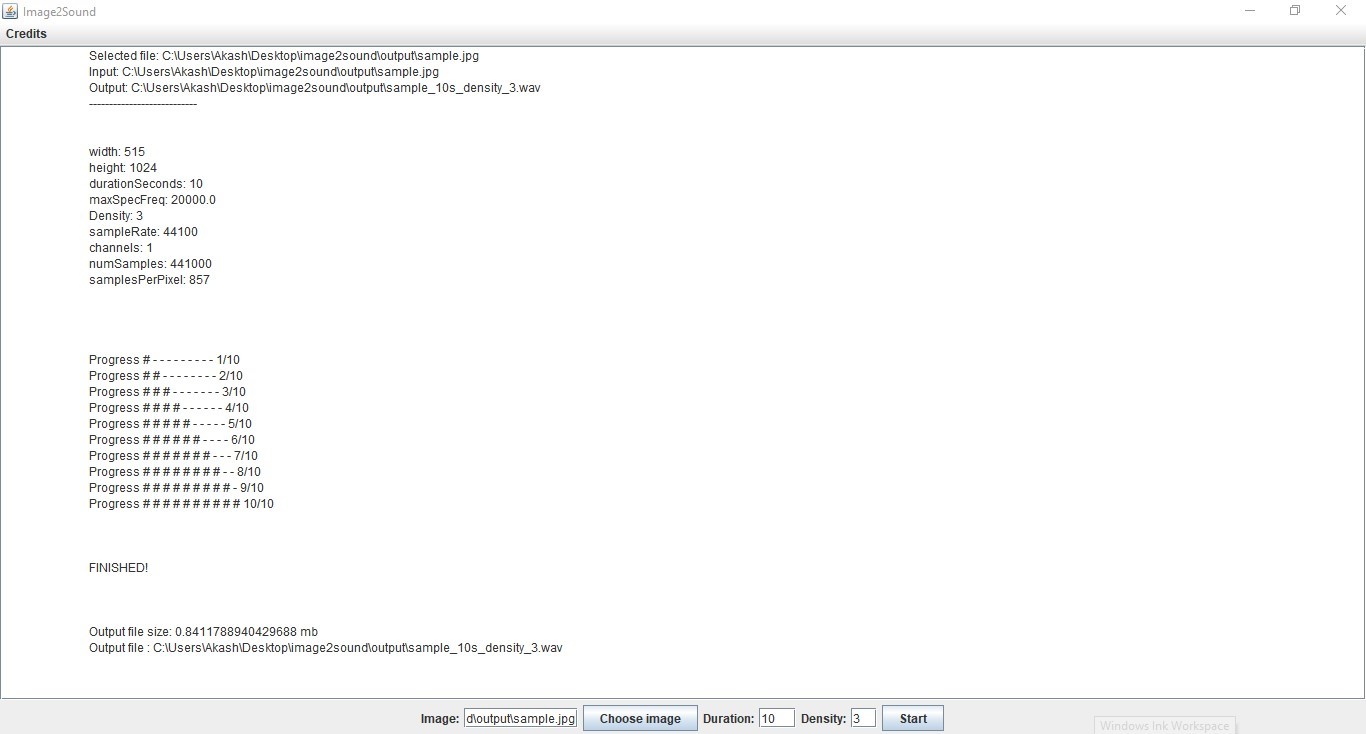 Image2Sound
Credits
Selected file: C:\Users\Akash\Desktop\image2sound\output\sample.jpg
Input: C:\Users\Akash\Desktop\image2sound\output\sample.jpg
Output: C:\Users\Akash\Desktop\image2sound\output\sample_10s_density_3.wav
---------------------------
width: 515
height: 1024
durationSeconds: 10
maxSpecFreq: 20000.0
Density: 3
sampleRate: 44100
channels: 1
numSamples: 441000
samplesPerPixel: 857
Progress # - - - - - - - - - 1/10
Progress # # - - - - - - - - 2/10
Progress # # # - - - - - - - 3/10
Progress # # # # - - - - - - 4/10
Progress # # # # # - - - - - 5/10
Progress # # # # # # - - - - 6/10
Progress # # # # # # # - - - 7/10
Progress # # # # # # # # - - 8/10
Progress # # # # # # # # # - 9/10
Progress # # # # # # # # # # 10/10
FINISHED!
Output file size: 0.8411788940429688 mb
Output file : C:\Users\Akash\Desktop\image2sound\output\sample_10s_density_3.wav
Image: d\output\sample.jpg Choose image Duration: 10 Density: 3 Start
Windows Ink Workspace